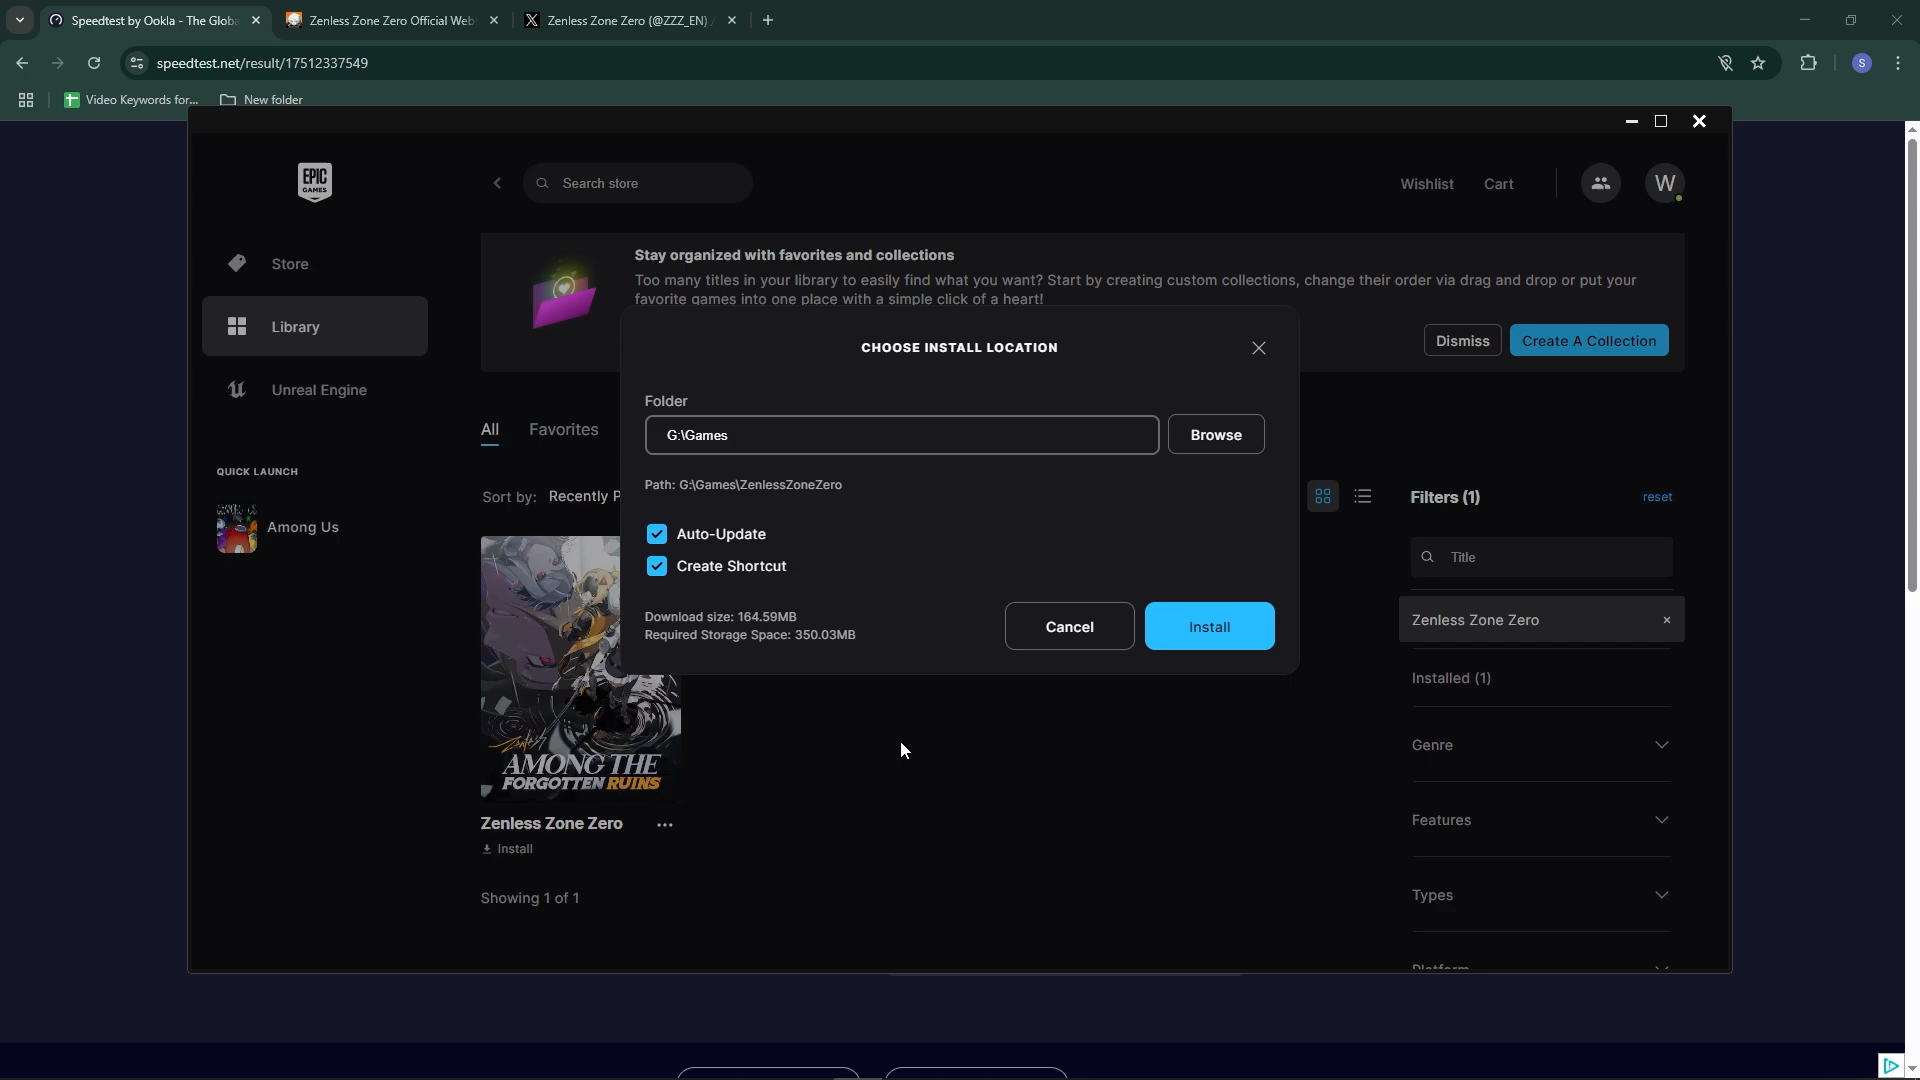 Speedtest by Ookla - The Globa
Zenless Zone Zero Official Web
Zenless Zone Zero (@ZZZ_EN) /
speedtest.net/result/17512337549
S
Video Keywords for...
New folder
EPIC
GAMES
Search store
Wishlist
Cart
W
Store
Library
Unreal Engine
QUICK LAUNCH
Among Us
Stay organized with favorites and collections
Too many titles in your library to easily find what you want? Start by creating custom collections, change their order via drag and drop or put your
favorite games into one place with a simple click of a heart!
Dismiss
Create A Collection
All
Favorites
Sort by: Recently P
CHOOSE INSTALL LOCATION
Folder
G:\Games
Browse
Path: G:\Games\ZenlessZoneZero
Auto-Update
Create Shortcut
Download size: 164.59MB
Required Storage Space: 350.03MB
Cancel
Install
AMONG THE
FORGOTTEN RUINS
Zenless Zone Zero
Install
Showing 1 of 1
Filters (1)
reset
Title
Zenless Zone Zero
Installed (1)
Genre
Features
Types
Platform